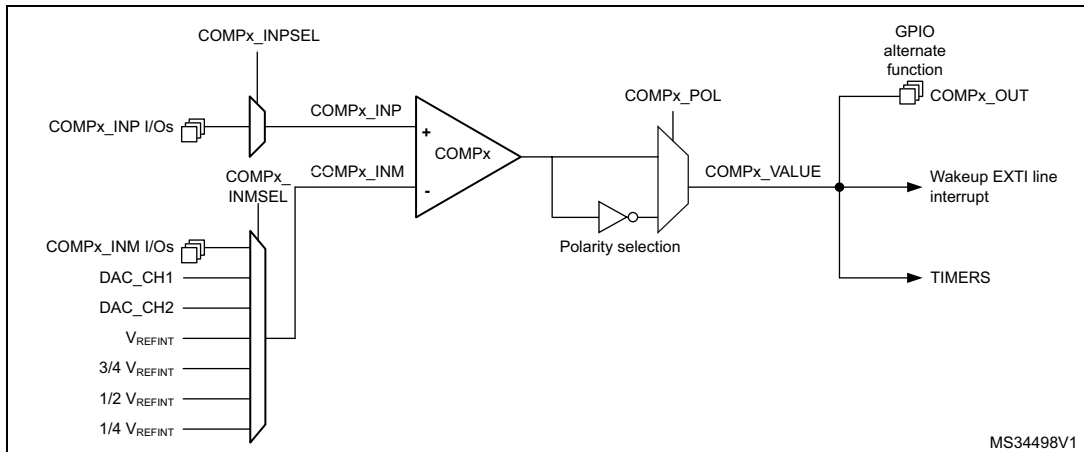 COMPx_INPSEL
COMPx_INP I/Os
COMPx_INP
+
COMPx
-
COMPx_INM
COMPx_
INMSEL
COMPx_INM I/Os
DAC_CH1
DAC_CH2
VREFINT
3/4 VREFINT
1/2 VREFINT
1/4 VREFINT
COMPx_POL
Polarity selection
COMPx_VALUE
GPIO
alternate
function
COMPx_OUT
Wakeup EXTI line
interrupt
TIMERS
MS34498V1